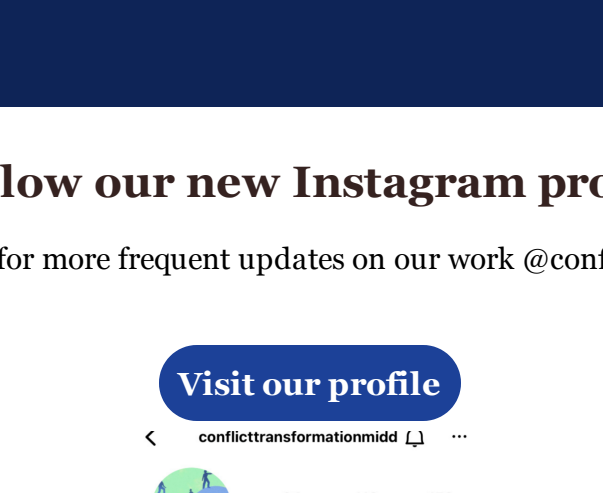 low our new Instagram pro
for more frequent updates on our work @conf
Visit our profile
conflicttransformationmidd